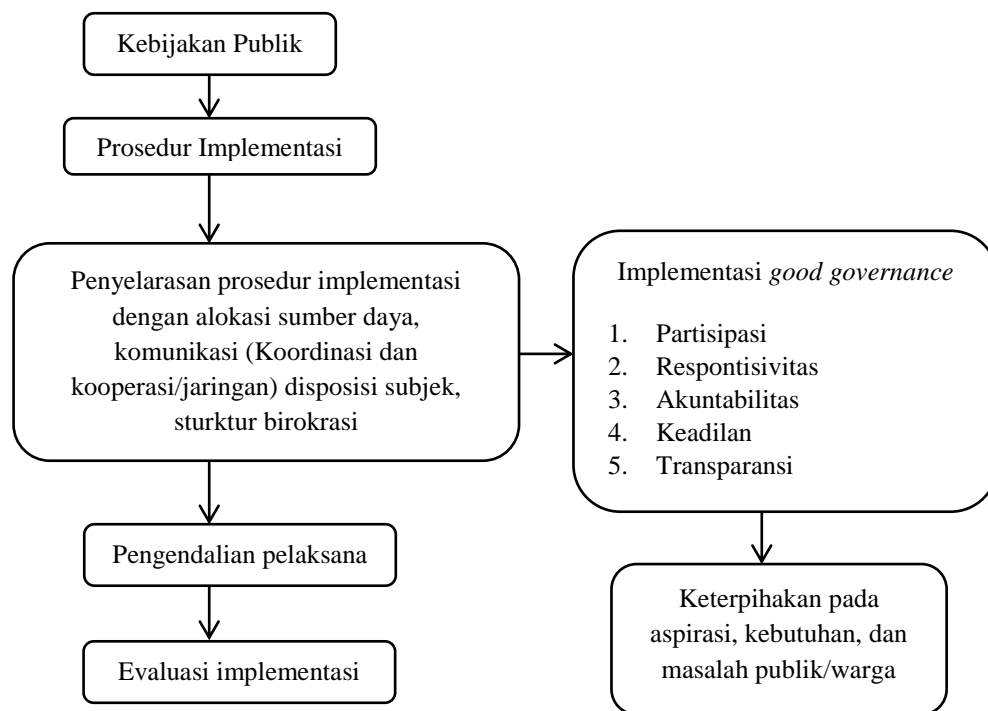 Kebijakan Publik
Prosedur Implementasi
Penyelarasan prosedur implementasi
dengan alokasi sumber daya,
komunikasi (Koordinasi dan
kooperasi/jaringan) disposisi subjek,
sturktur birokrasi
Implementasi good governance
1. Partisipasi
2. Respontisivitas
3. Akuntabilitas
4. Keadilan
5. Transparansi
Pengendalian pelaksana
Evaluasi implementasi
Keterpihakan pada
aspirasi, kebutuhan, dan
masalah publik/warga